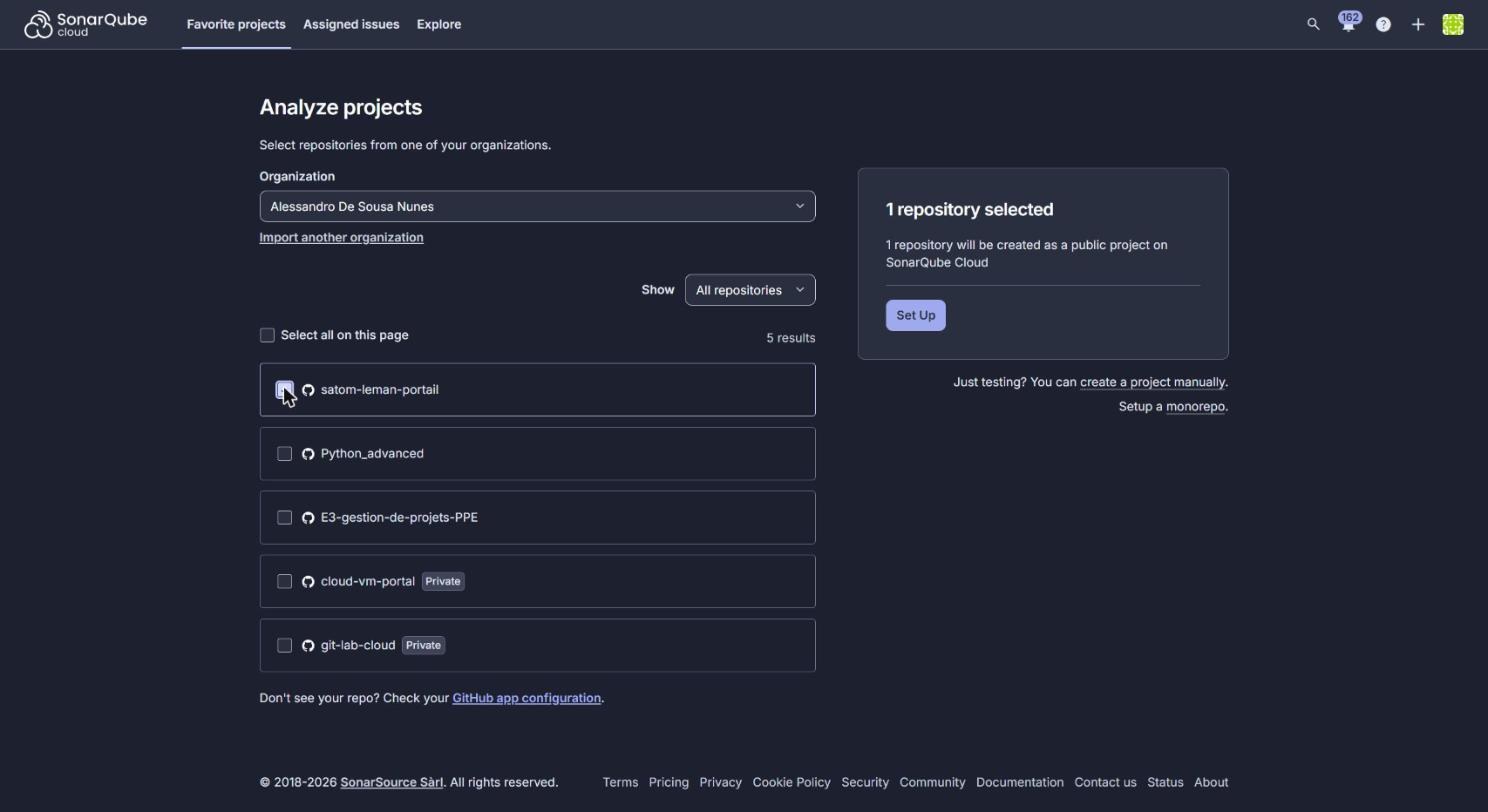 SonarQube cloud
Favorite projects Assigned issues Explore
162
Analyze projects
Select repositories from one of your organizations.
Organization
Alessandro De Sousa Nunes
Import another organization
Show All repositories
Select all on this page
5 results
satom-leman-portail
Python_advanced
E3-gestion-de-projets-PPE
cloud-vm-portal Private
git-lab-cloud Private
Don't see your repo? Check your GitHub app configuration.
1 repository selected
1 repository will be created as a public project on
SonarQube Cloud
Set Up
Just testing? You can create a project manually.
Setup a monorepo.
© 2018-2026 SonarSource Sàrl. All rights reserved.
Terms Pricing Privacy Cookie Policy Security Community Documentation Contact us Status About